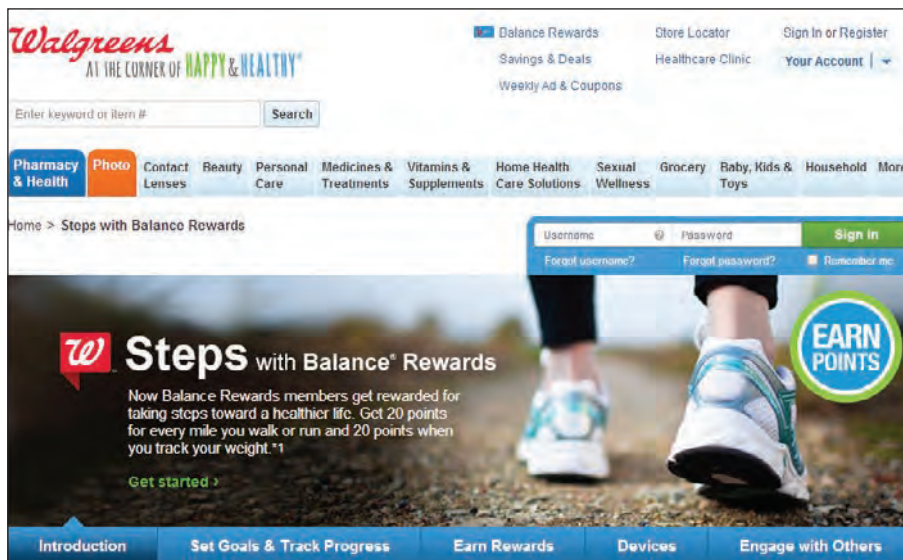 Walgreens
AT THE CORNER OF HAPPY & HEALTHY®
Balance Rewards
Store Locator
Sign In or Register
Savings & Deals
Healthcare Clinic
Your Account
Weekly Ad & Coupons
Enter keyword or item #
Search
Pharmacy & Health
Photo
Contact Lenses
Beauty
Personal Care
Medicines & Treatments
Vitamins & Supplements
Home Health Care Solutions
Sexual Wellness
Grocery
Baby, Kids & Toys
Household
More
Home > Steps with Balance Rewards
Username
Password
Sign in
Forgot username?
Forgot password?
Remember me
W
Steps with Balance® Rewards
EARN
POINTS
Now Balance Rewards members get rewarded for
taking steps toward a healthier life. Get 20 points
for every mile you walk or run and 20 points when
you track your weight.*1
Get started ›
Introduction
Set Goals & Track Progress
Earn Rewards
Devices
Engage with Others